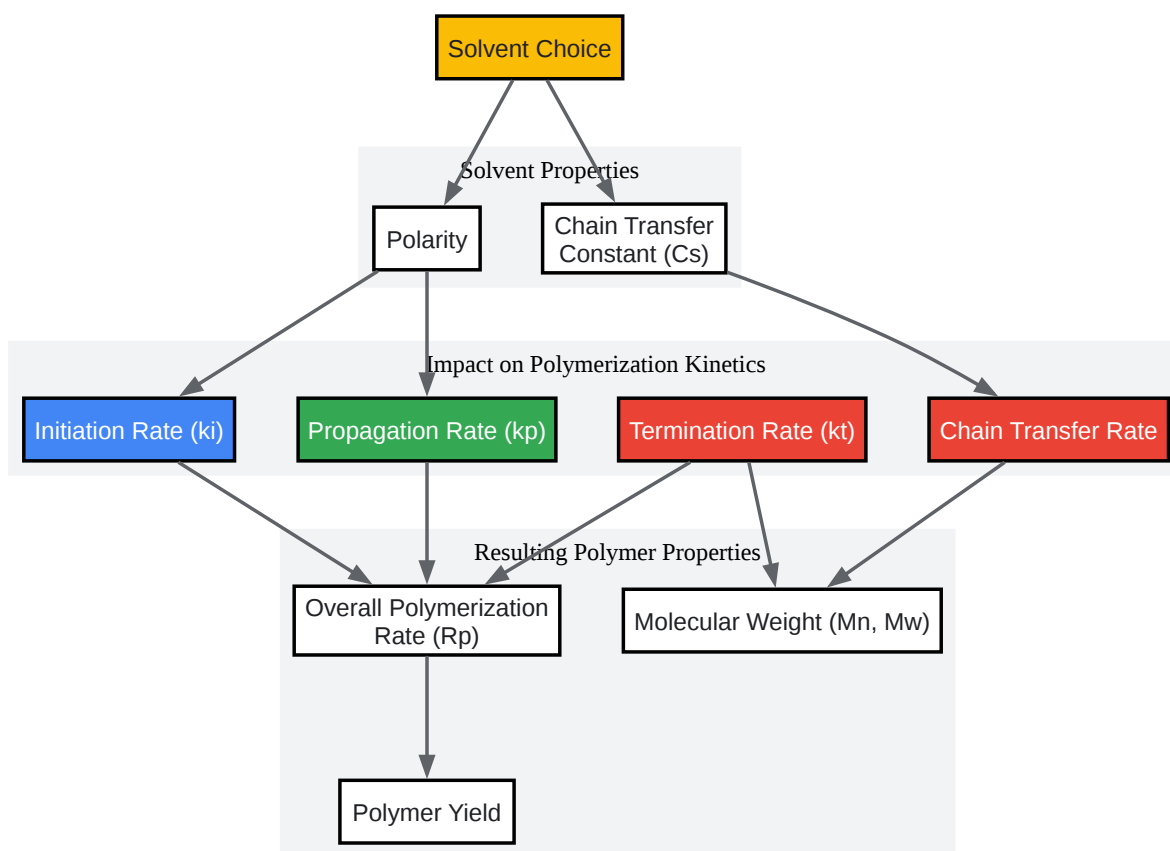 Solvent Choice
Solvent Properties
Polarity
Chain Transfer
Constant (Cs)
Impact on Polymerization Kinetics
Initiation Rate (ki)
Propagation Rate (kp)
Termination Rate (kt)
Chain Transfer Rate
Resulting Polymer Properties
Overall Polymerization
Rate (Rp)
Molecular Weight (Mn, Mw)
Polymer Yield